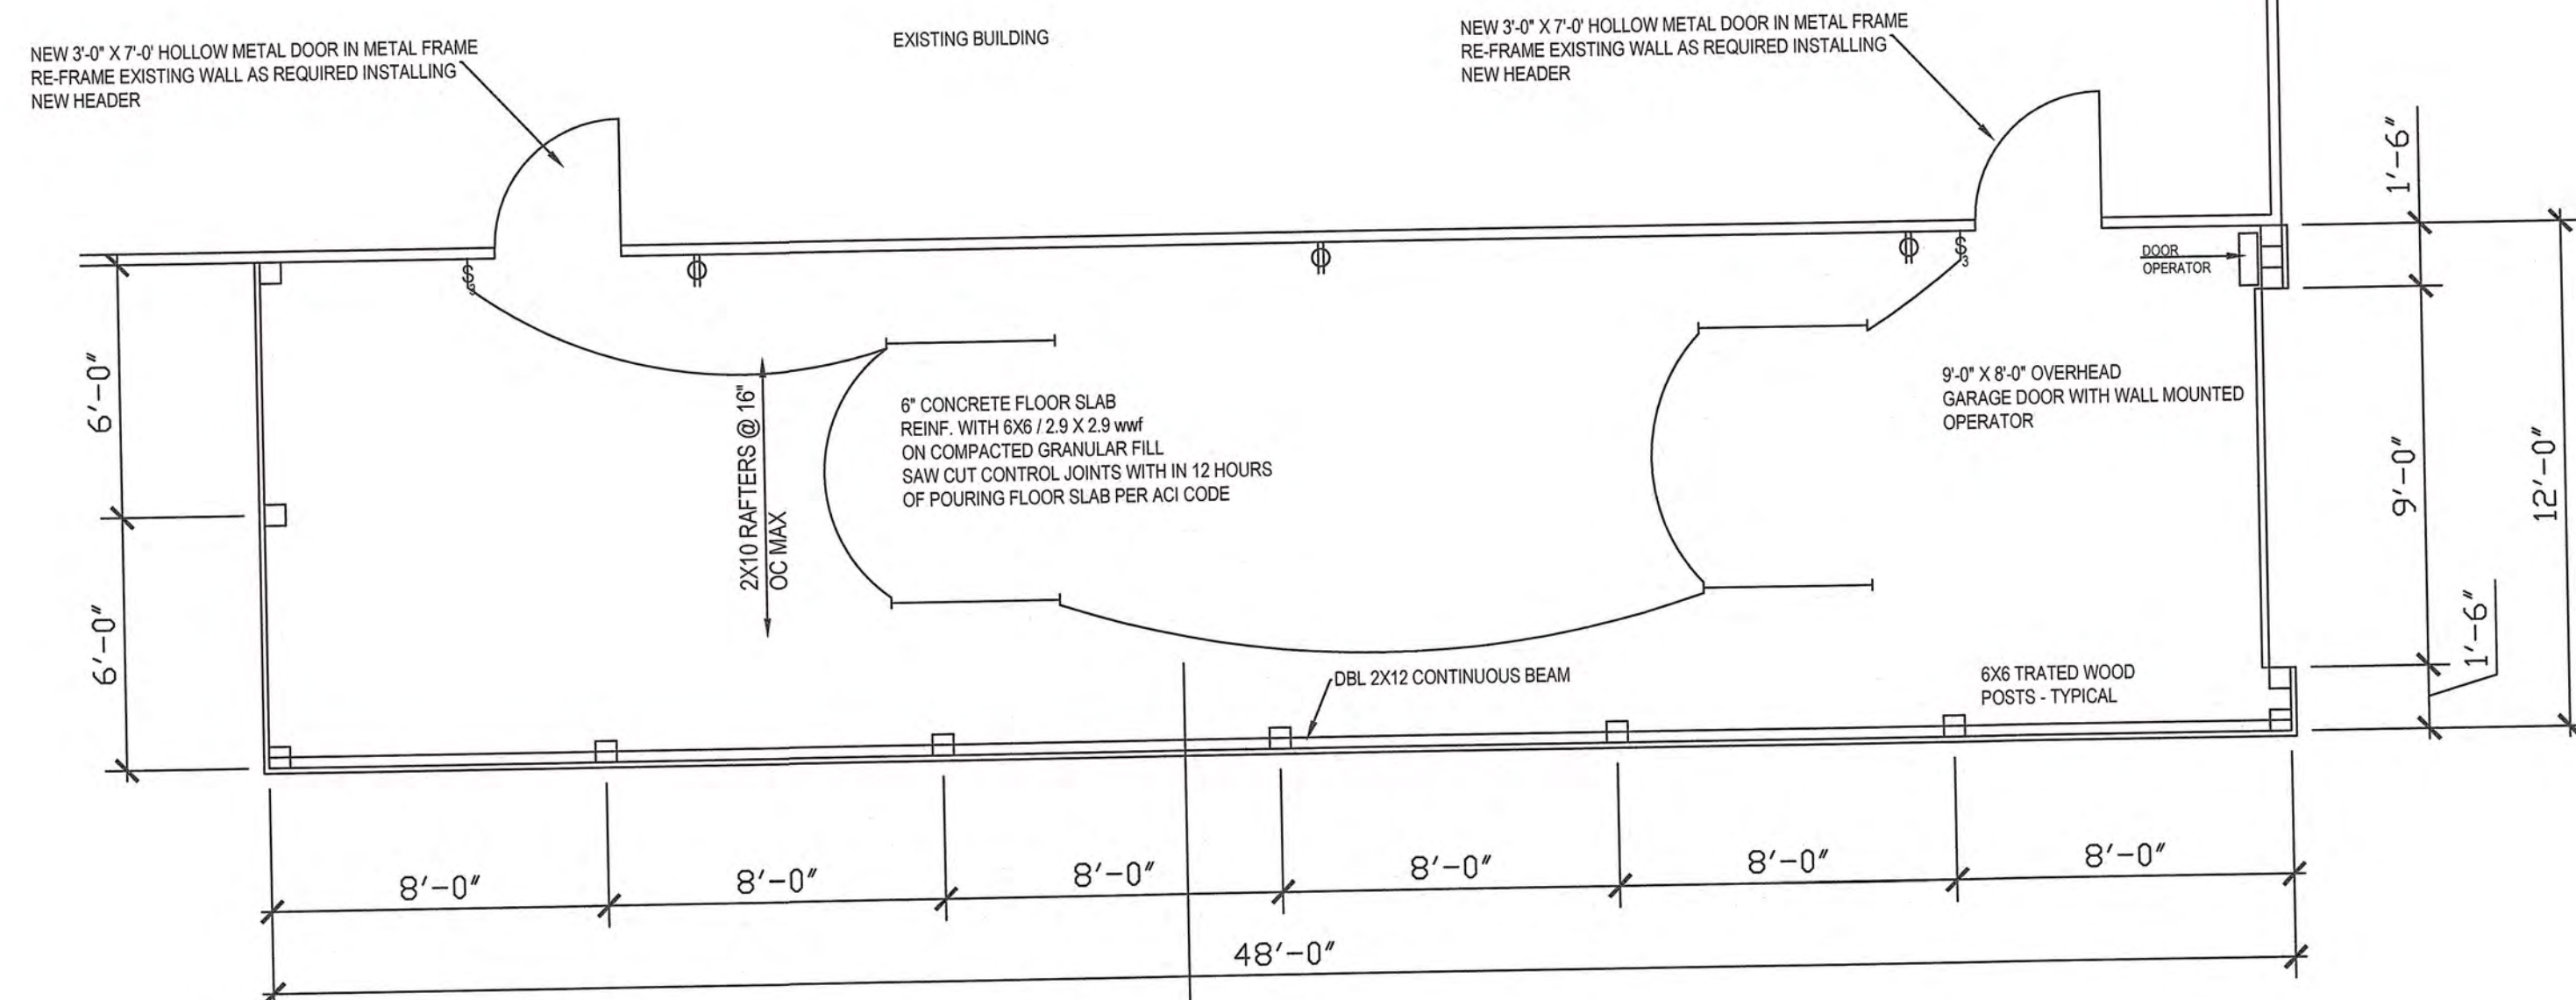 EXISTING BUILDING
NEW 3'-0" X 7'-0' HOLLOW METAL DOOR IN METAL FRAME
RE-FRAME EXISTING WALL AS REQUIRED INSTALLING
NEW HEADER
NEW 3'-0" X 7'-0' HOLLOW METAL DOOR IN METAL FRAME
RE-FRAME EXISTING WALL AS REQUIRED INSTALLING
NEW HEADER
1'-6"
S3
S3
DOOR
OPERATOR
6'-0"
6'-0"
2X10 RAFTERS @ 16"
OC MAX
6" CONCRETE FLOOR SLAB
REINF. WITH 6X6 / 2.9 X 2.9 wwf
ON COMPACTED GRANULAR FILL
SAW CUT CONTROL JOINTS WITH IN 12 HOURS
OF POURING FLOOR SLAB PER ACI CODE
9'-0" X 8'-0" OVERHEAD
GARAGE DOOR WITH WALL MOUNTED
OPERATOR
9'-0"
12'-0"
1'-6"
DBL 2X12 CONTINUOUS BEAM
6X6 TRATED WOOD
POSTS - TYPICAL
8'-0"
8'-0"
8'-0"
8'-0"
8'-0"
8'-0"
48'-0"